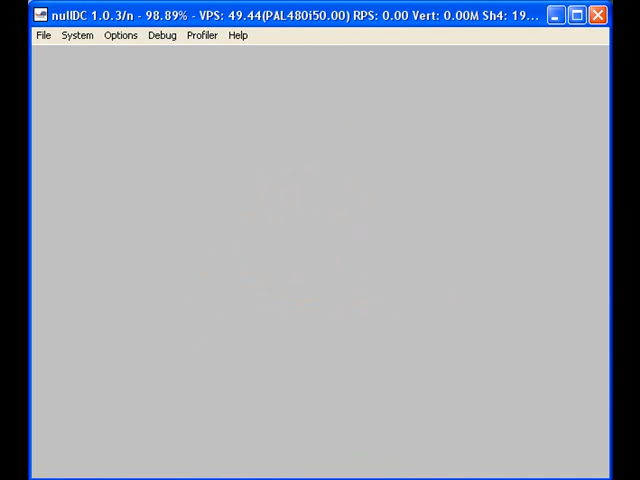 nullDC 1.0.3/n - 98.89% - VPS: 49.44(PAL480i50.00) RPS: 0.00 Vert: 0.00M Sh4: 19...
File System Options Debug Profiler Help